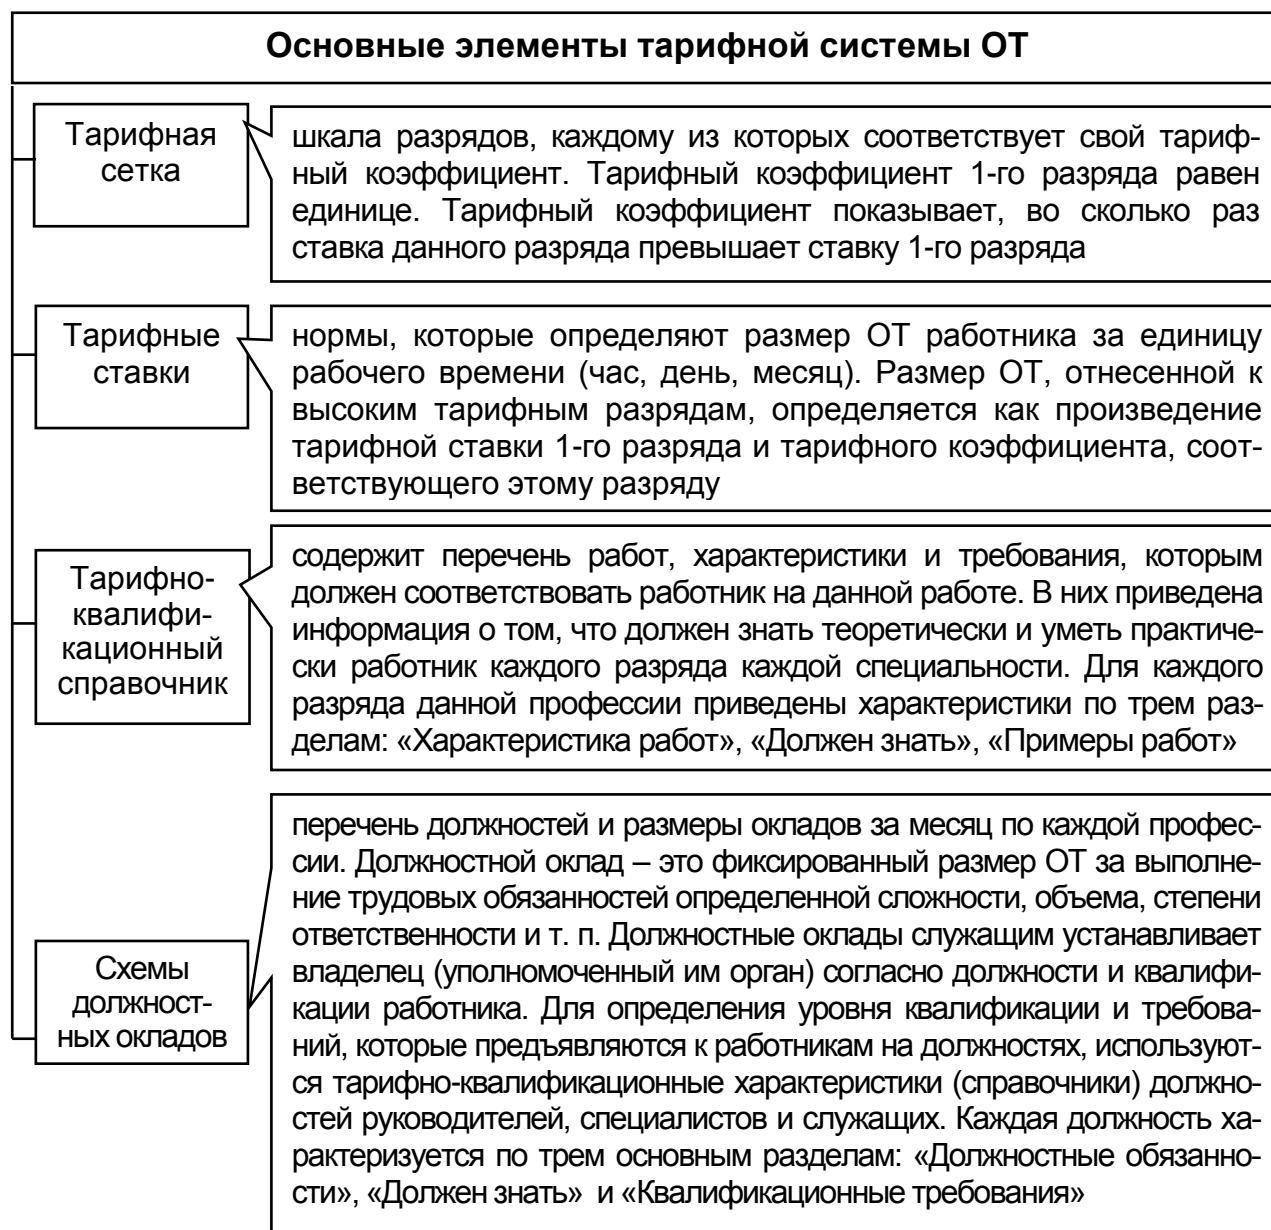 Основные элементы тарифной системы ОТ
Тарифная
сетка
шкала разрядов, каждому из которых соответствует свой тариф-
ный коэффициент. Тарифный коэффициент 1-го разряда равен
единице. Тарифный коэффициент показывает, во сколько раз
ставка данного разряда превышает ставку 1-го разряда
Тарифные
ставки
нормы, которые определяют размер ОТ работника за единицу
рабочего времени (час, день, месяц). Размер ОТ, отнесенной к
высоким тарифным разрядам, определяется как произведение
тарифной ставки 1-го разряда и тарифного коэффициента, соот-
ветствующего этому разряду
Тарифно-
квалифи-
кационный
справочник
содержит перечень работ, характеристики и требования, которым
должен соответствовать работник на данной работе. В них приведена
информация о том, что должен знать теоретически и уметь практиче-
ски работник каждого разряда каждой специальности. Для каждого
разряда данной профессии приведены характеристики по трем раз-
делам: «Характеристика работ», «Должен знать», «Примеры работ»
Схемы
должност-
ных окладов
перечень должностей и размеры окладов за месяц по каждой профес-
сии. Должностной оклад – это фиксированный размер ОТ за выполне-
ние трудовых обязанностей определенной сложности, объема, степени
ответственности и т. п. Должностные оклады служащим устанавливает
владелец (уполномоченный им орган) согласно должности и квалифи-
кации работника. Для определения уровня квалификации и требова-
ний, которые предъявляются к работникам на должностях, используют-
ся тарифно-квалификационные характеристики (справочники) должно-
стей руководителей, специалистов и служащих. Каждая должность ха-
рактеризуется по трем основным разделам: «Должностные обязанно-
сти», «Должен знать» и «Квалификационные требования»